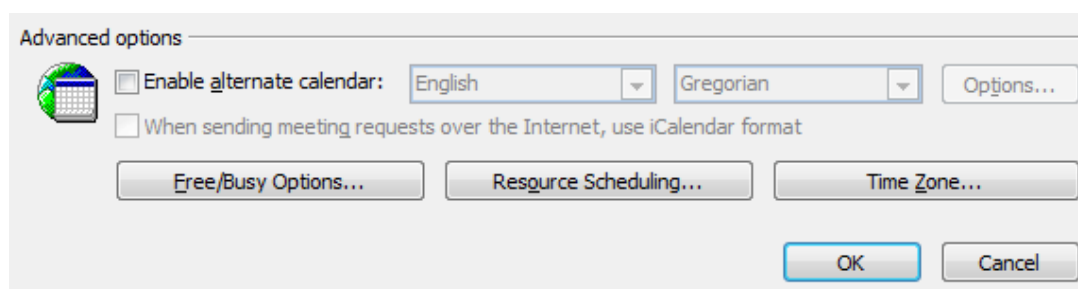 Advanced options
Enable alternate calendar: English Gregorian Options...
When sending meeting requests over the Internet, use iCalendar format
Free/Busy Options... Resource Scheduling... Time Zone...
OK Cancel